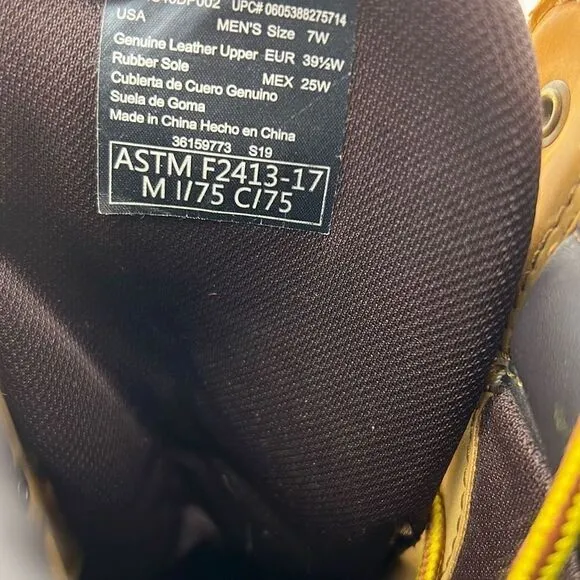 UPC# 0605388275714
USA MEN'S Size 7W
Genuine Leather Upper EUR 39½W
Rubber Sole MEX 25W
Cubierta de Cuero Genuino
Suela de Goma
Made in China Hecho en China
36159773 S19
ASTM F2413-17
M I/75 C/75